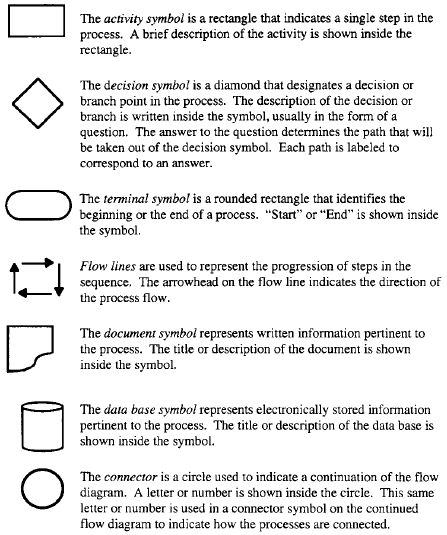 The activity symbol is a rectangle that indicates a single step in the
process. A brief description of the activity is shown inside the
rectangle.
The decision symbol is a diamond that designates a decision or
branch point in the process. The description of the decision or
branch is written inside the symbol, usually in the form of a
question. The answer to the question determines the path that will
be taken out of the decision symbol. Each path is labeled to
correspond to an answer.
The terminal symbol is a rounded rectangle that identifies the
beginning or the end of a process. “Start” or “End” is shown inside
the symbol.
Flow lines are used to represent the progression of steps in the
sequence. The arrowhead on the flow line indicates the direction of
the process flow.
The document symbol represents written information pertinent to
the process. The title or description of the document is shown
inside the symbol.
The data base symbol represents electronically stored information
pertinent to the process. The title or description of the data base is
shown inside the symbol.
The connector is a circle used to indicate a continuation of the flow
diagram. A letter or number is shown inside the circle. This same
letter or number is used in a connector symbol on the continued
flow diagram to indicate how the processes are connected.